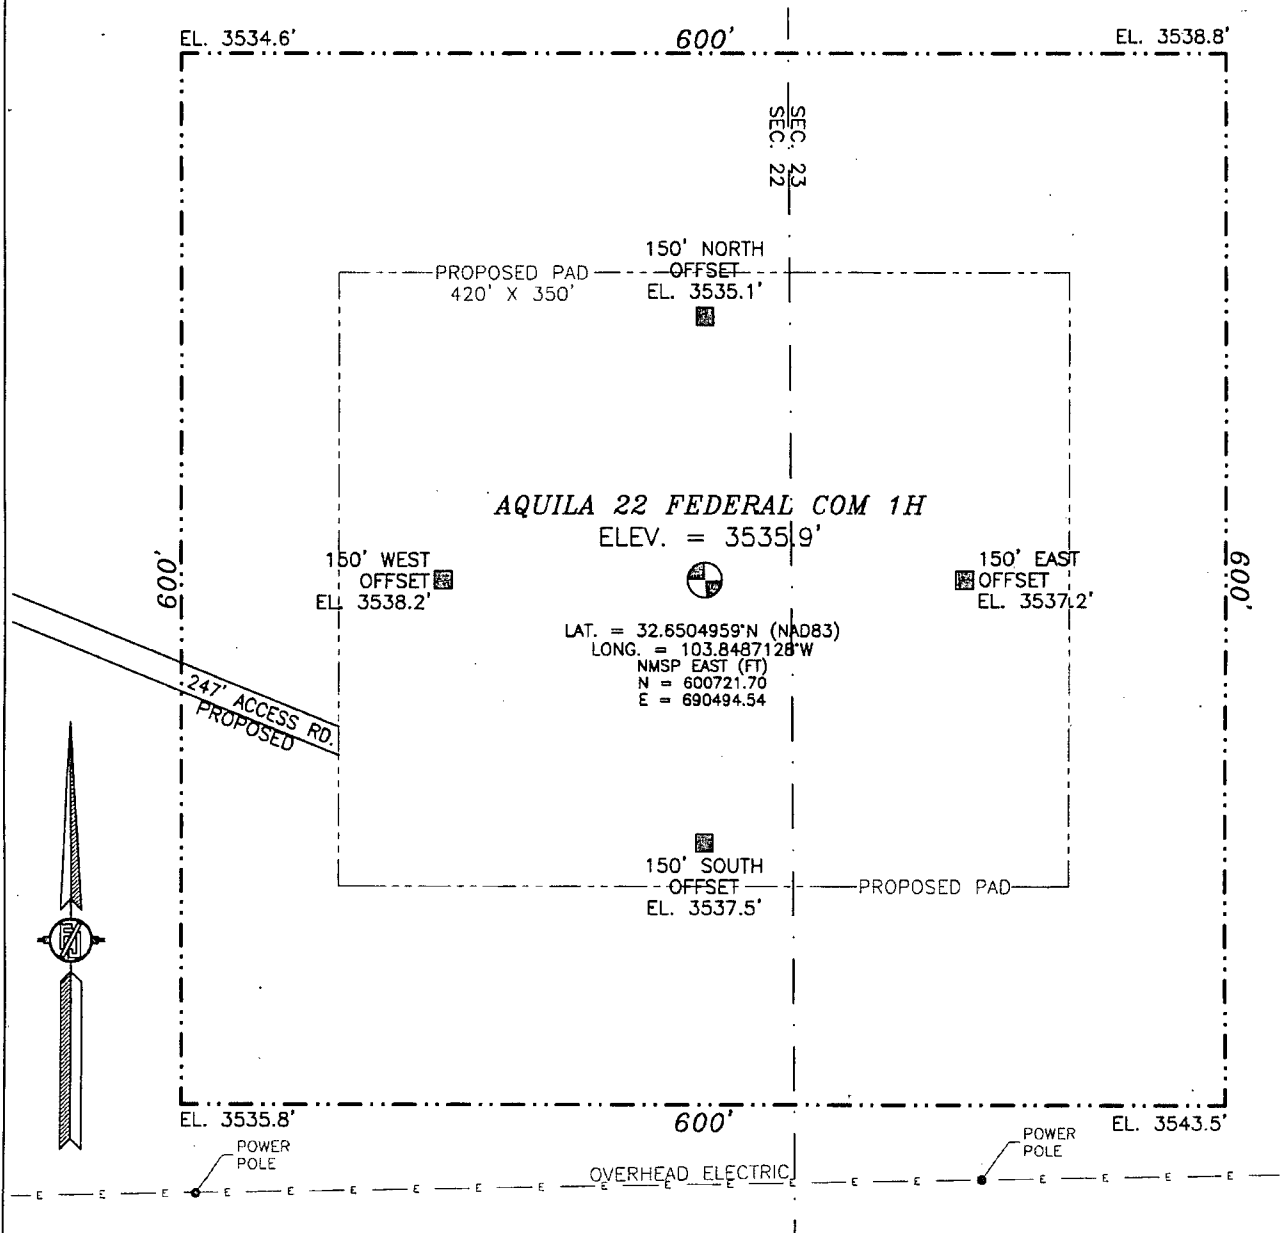 EL. 3534.6'
600'
EL. 3538.8'
SEC. 23
SEC. 22
150' NORTH
OFFSET
EL. 3535.1'
PROPOSED PAD
420' X 350'
AQUILA 22 FEDERAL COM 1H
ELEV. = 3535.9'
150' WEST
OFFSET
EL. 3538.2'
150' EAST
OFFSET
EL. 3537.2'
600'
600'
LAT. = 32.6504959°N (NAD83)
LONG. = 103.8487128°W
NMSP EAST (FT)
N = 600721.70
E = 690494.54
247' ACCESS RD.
PROPOSED
150' SOUTH
OFFSET
EL. 3537.5'
PROPOSED PAD
EL. 3535.8'
600'
EL. 3543.5'
POWER
POLE
POWER
POLE
OVERHEAD ELECTRIC
E E E E E E E E E E E E E E E E E E E E